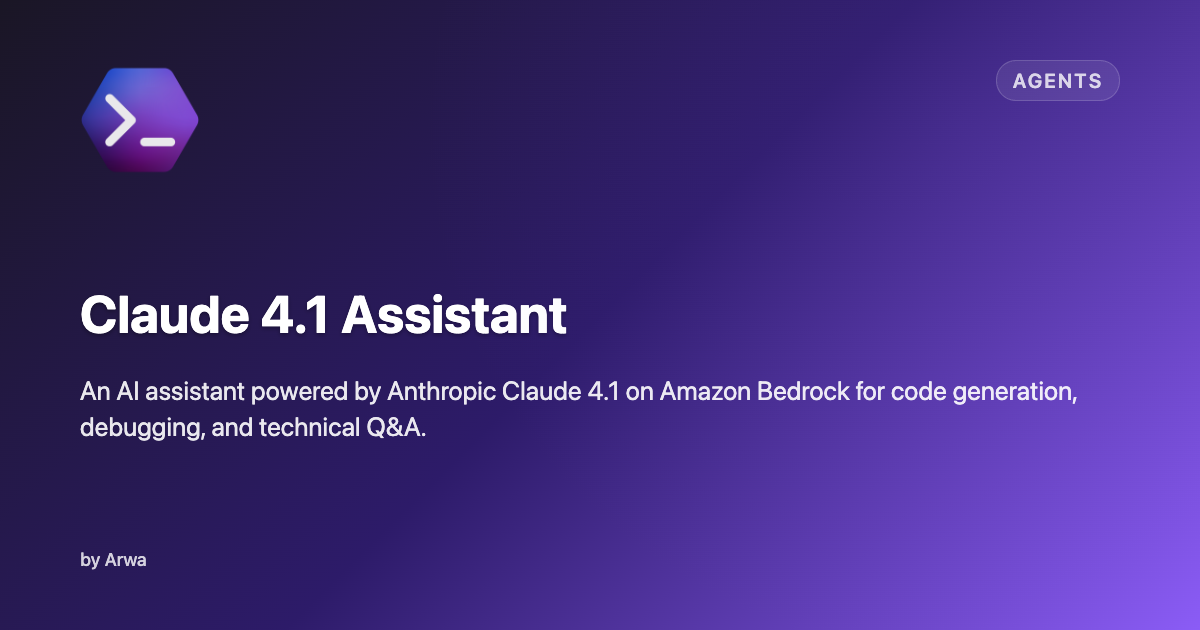 AGENTS
Claude 4.1 Assistant
An AI assistant powered by Anthropic Claude 4.1 on Amazon Bedrock for code generation,
debugging, and technical Q&A.
by Arwa